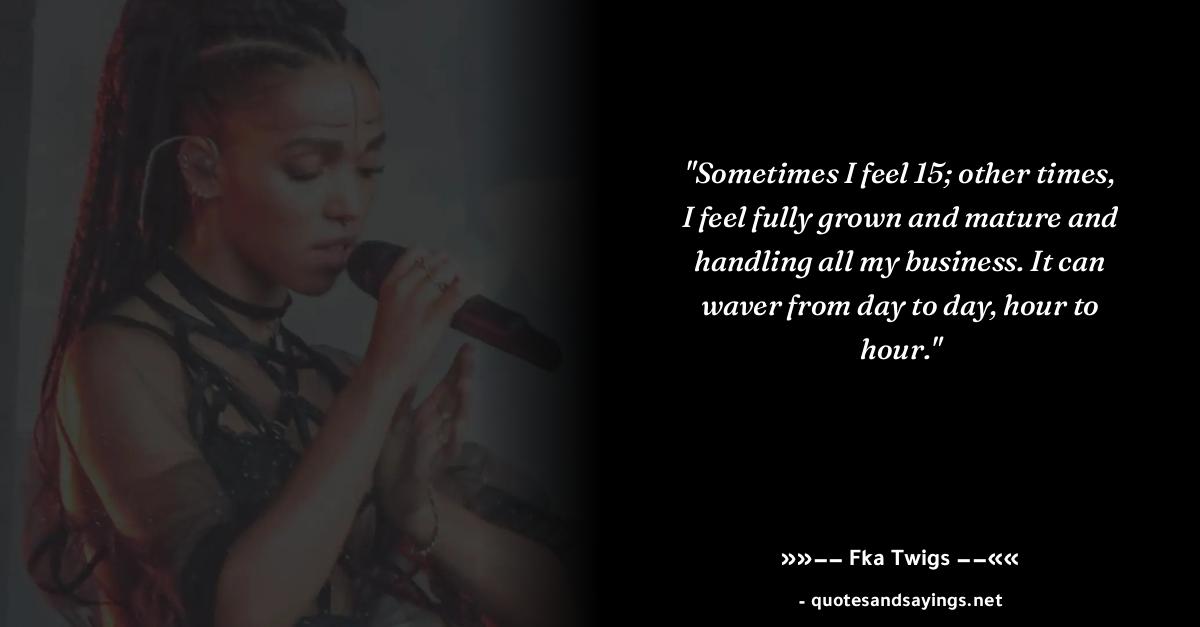 "Sometimes I feel 15; other times,
I feel fully grown and mature and
handling all my business. It can
waver from day to day, hour to
hour."
»»–– Fka Twigs ––««
- quotesandsayings.net